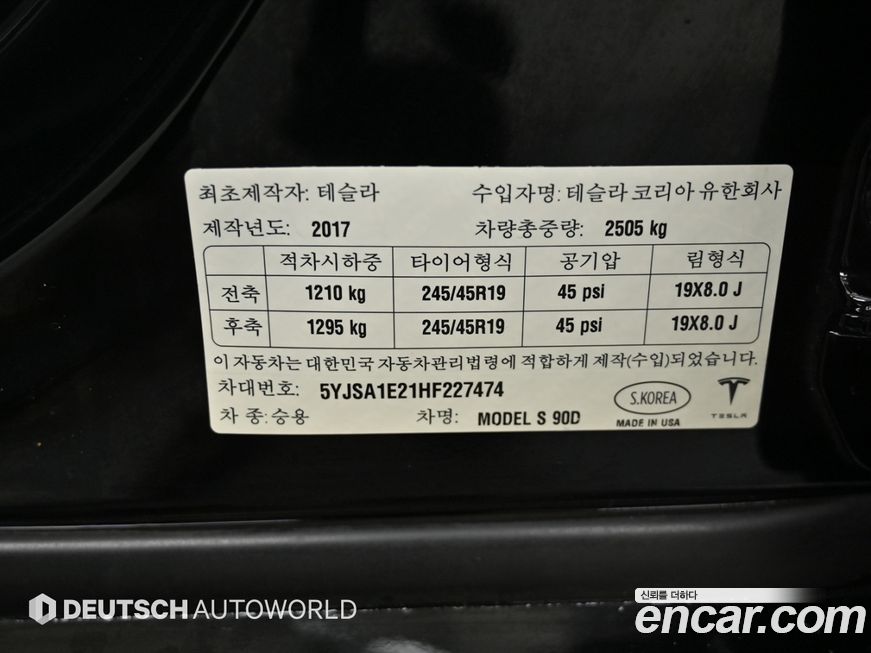 최초제작자: 테슬라 수입자명: 테슬라 코리아 유한회사
제작년도: 2017 차량총중량: 2505 kg
적차시하중 타이어형식 공기압 림형식
전축 1210 kg 245/45R19 45 psi 19X8.0 J
후축 1295 kg 245/45R19 45 psi 19X8.0 J
이 자동차는 대한민국 자동차관리법령에 적합하게 제작(수입)되었습니다.
차대번호: 5YJSA1E21HF227474 S.KOREA
차 종:승용 차명: MODEL S 90D MADE IN USA TESLA
DEUTSCH AUTOWORLD
신뢰를 더하다
encar.com